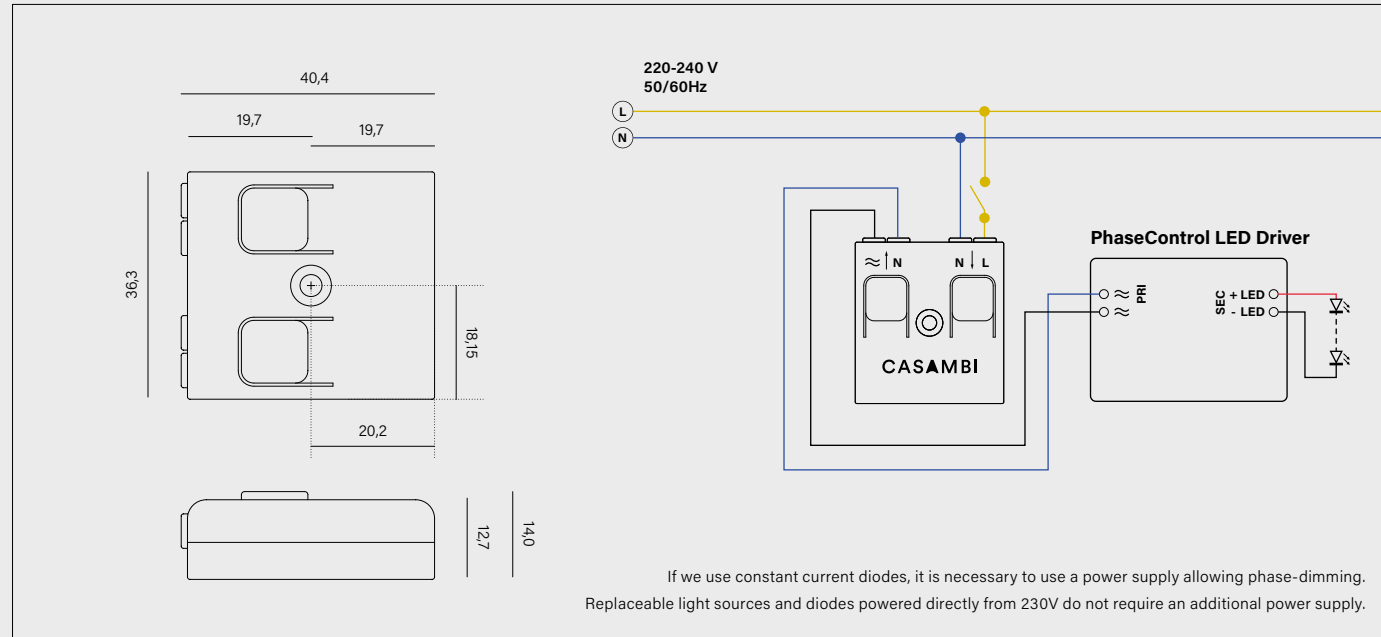 40,4
19,7
19,7
36,3
18,15
20,2
12,7
14,0
220-240 V
50/60Hz
L
N
≈ N
N L
CASAMBI
PhaseControl LED Driver
≈
≈
PRI
SEC
+ LED
- LED
If we use constant current diodes, it is necessary to use a power supply allowing phase-dimming.
Replaceable light sources and diodes powered directly from 230V do not require an additional power supply.